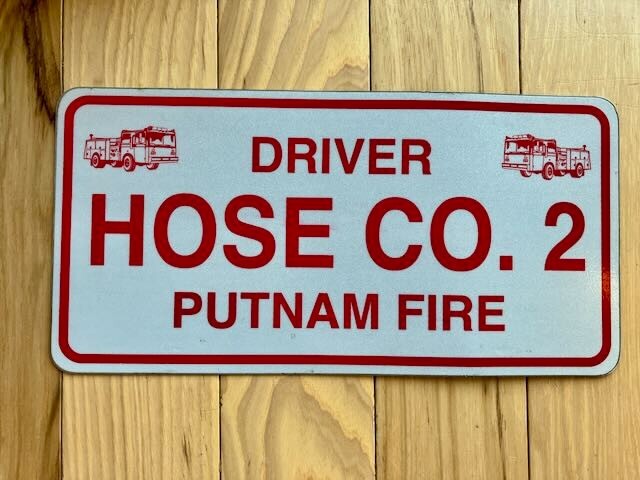 DRIVER
HOSE CO. 2
PUTNAM FIRE